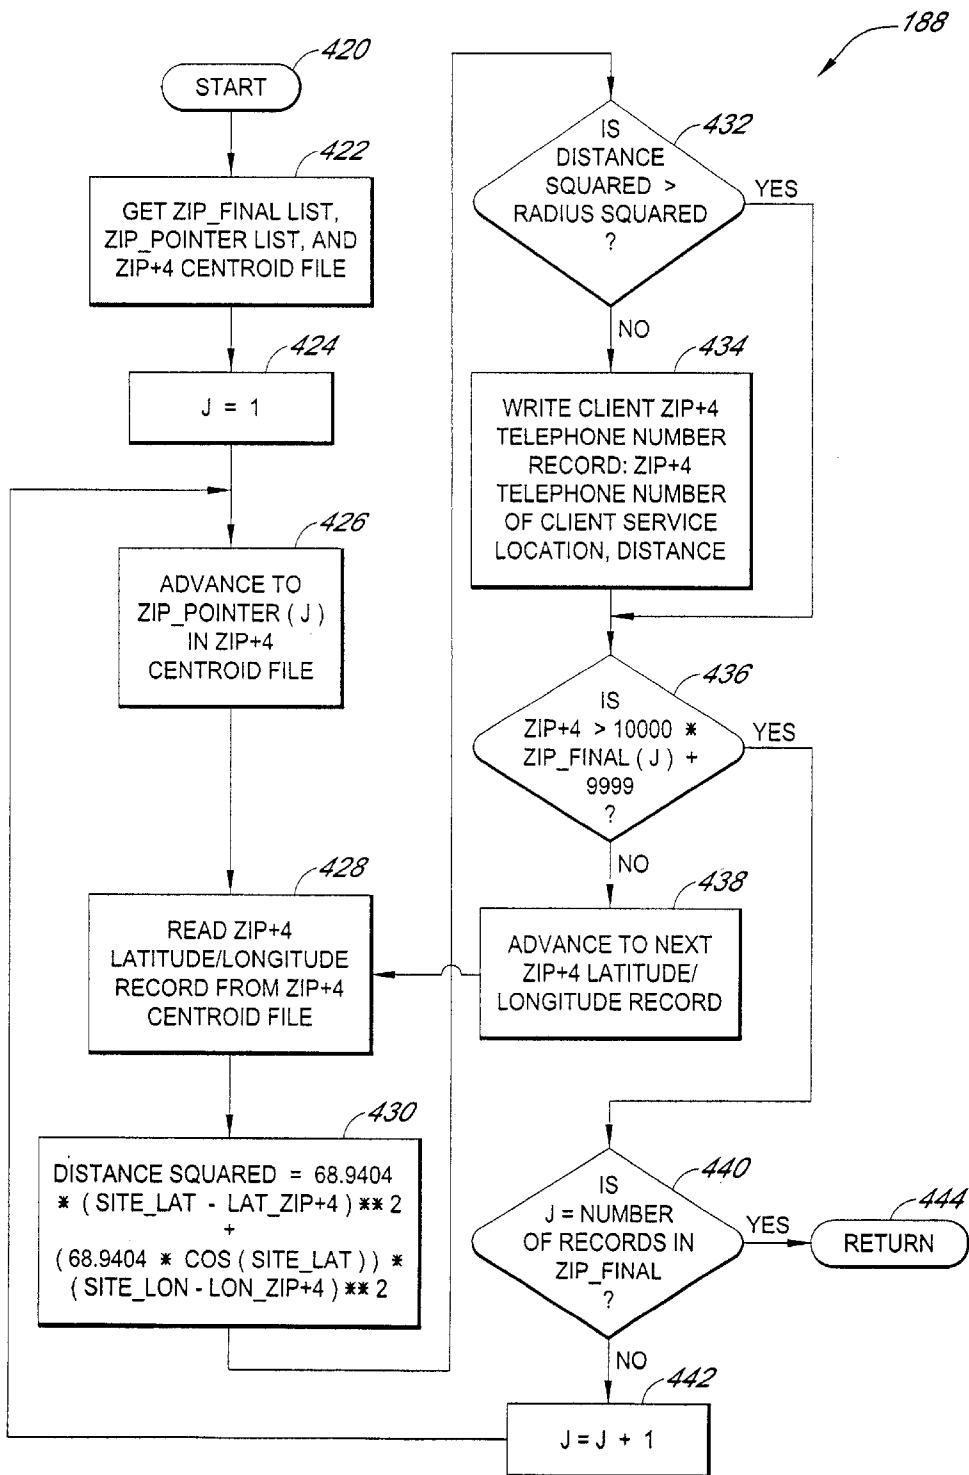 188
420
START
422
GET ZIP_FINAL LIST,
ZIP_POINTER LIST, AND
ZIP+4 CENTROID FILE
424
J = 1
426
ADVANCE TO
ZIP_POINTER ( J )
IN ZIP+4
CENTROID FILE
428
READ ZIP+4
LATITUDE/LONGITUDE
RECORD FROM ZIP+4
CENTROID FILE
430
DISTANCE SQUARED = 68.9404
* ( SITE_LAT - LAT_ZIP+4 ) ** 2
+
(68.9404 * COS ( SITE_LAT )) *
( SITE_LON - LON_ZIP+4 ) ** 2
432
IS
DISTANCE
SQUARED >
RADIUS SQUARED
?
YES
NO
434
WRITE CLIENT ZIP+4
TELEPHONE NUMBER
RECORD: ZIP+4
TELEPHONE NUMBER
OF CLIENT SERVICE
LOCATION, DISTANCE
436
IS
ZIP+4 > 10000 *
ZIP_FINAL ( J ) +
9999
?
YES
NO
438
ADVANCE TO NEXT
ZIP+4 LATITUDE/
LONGITUDE RECORD
440
IS
J = NUMBER
OF RECORDS IN
ZIP_FINAL
?
YES
444
RETURN
NO
442
J = J + 1